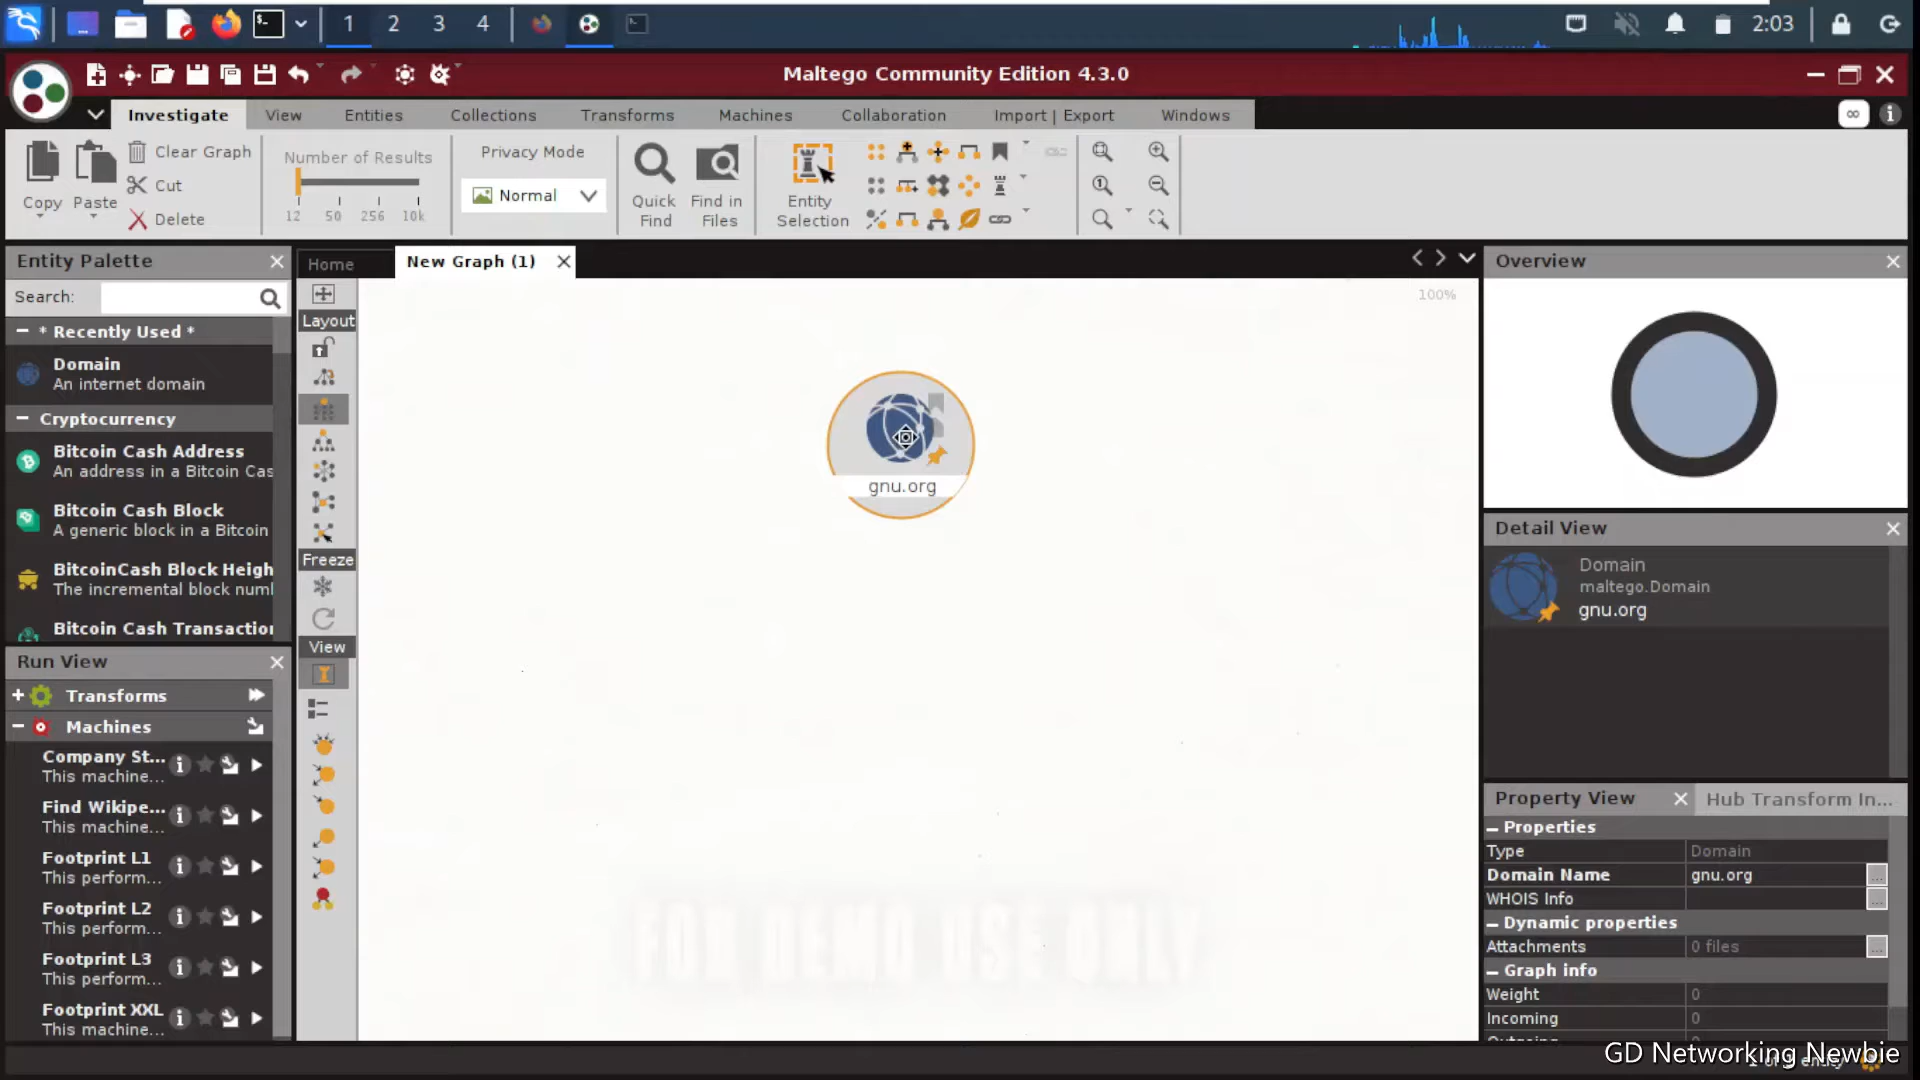 1 2 3 4 2:03
Maltego Community Edition 4.3.0
Investigate View Entities Collections Transforms Machines Collaboration Import | Export Windows
Copy
Paste
Clear Graph
Cut
Delete
Number of Results
12 50 256 10k
Privacy Mode
Normal
Quick
Find
Find in
Files
Entity
Selection
Entity Palette
Search:
* Recently Used *
Domain
An internet domain
Cryptocurrency
Bitcoin Cash Address
An address in a Bitcoin Cas
Bitcoin Cash Block
A generic block in a Bitcoin
BitcoinCash Block Heigh
The incremental block numb
Bitcoin Cash Transaction
Run View
Transforms
Machines
Company St...
This machine...
Find Wikipe...
This machine...
Footprint L1
This perform...
Footprint L2
This perform...
Footprint L3
This perform...
Footprint XXL
This machine...
Home New Graph (1)
Layout
Freeze
View
100%
gnu.org
FOR DEMO USE ONLY
Overview
Detail View
Domain
maltego.Domain
gnu.org
Property View Hub Transform In...
Properties
Type Domain
Domain Name gnu.org
WHOIS Info
Dynamic properties
Attachments 0 files
Graph info
Weight 0
Incoming 0
GD Networking Newbie